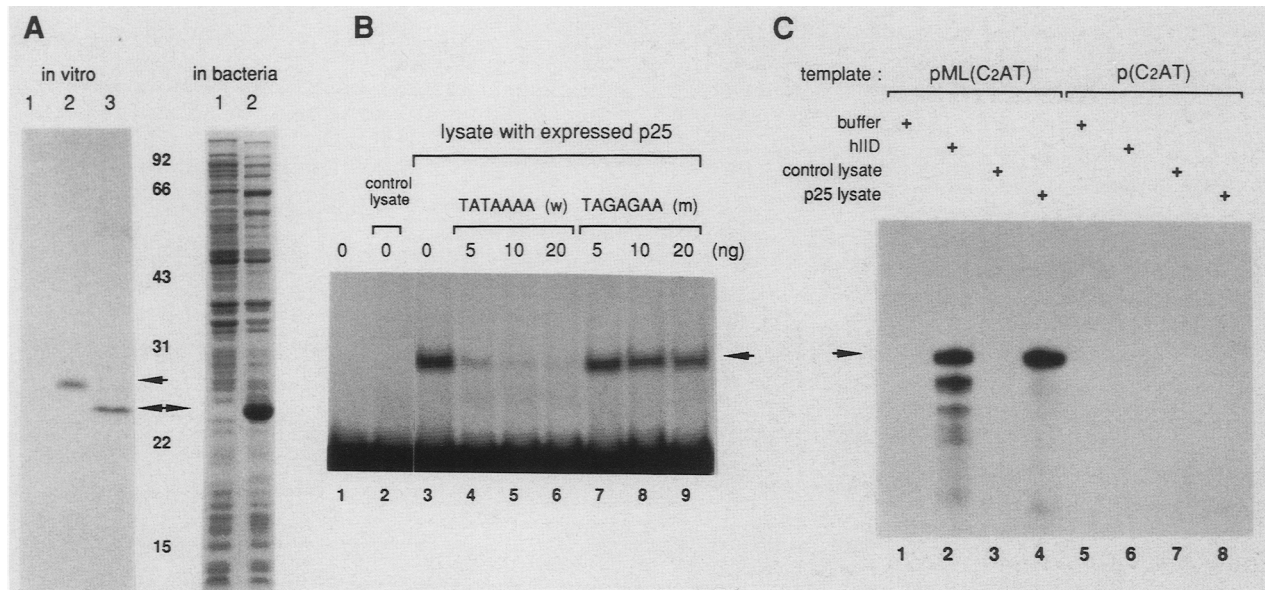 A
in vitro
1 2 3
in bacteria
1 2
92
66
43
31
22
15
B
lysate with expressed p25
control
lysate
TATAAAA (w) TAGAGAA (m)
0 0 0 5 10 20 5 10 20 (ng)
1 2 3 4 5 6 7 8 9
C
template : pML(C2AT) p(C2AT)
buffer + +
hIID + +
control lysate + +
p25 lysate + +
1 2 3 4 5 6 7 8